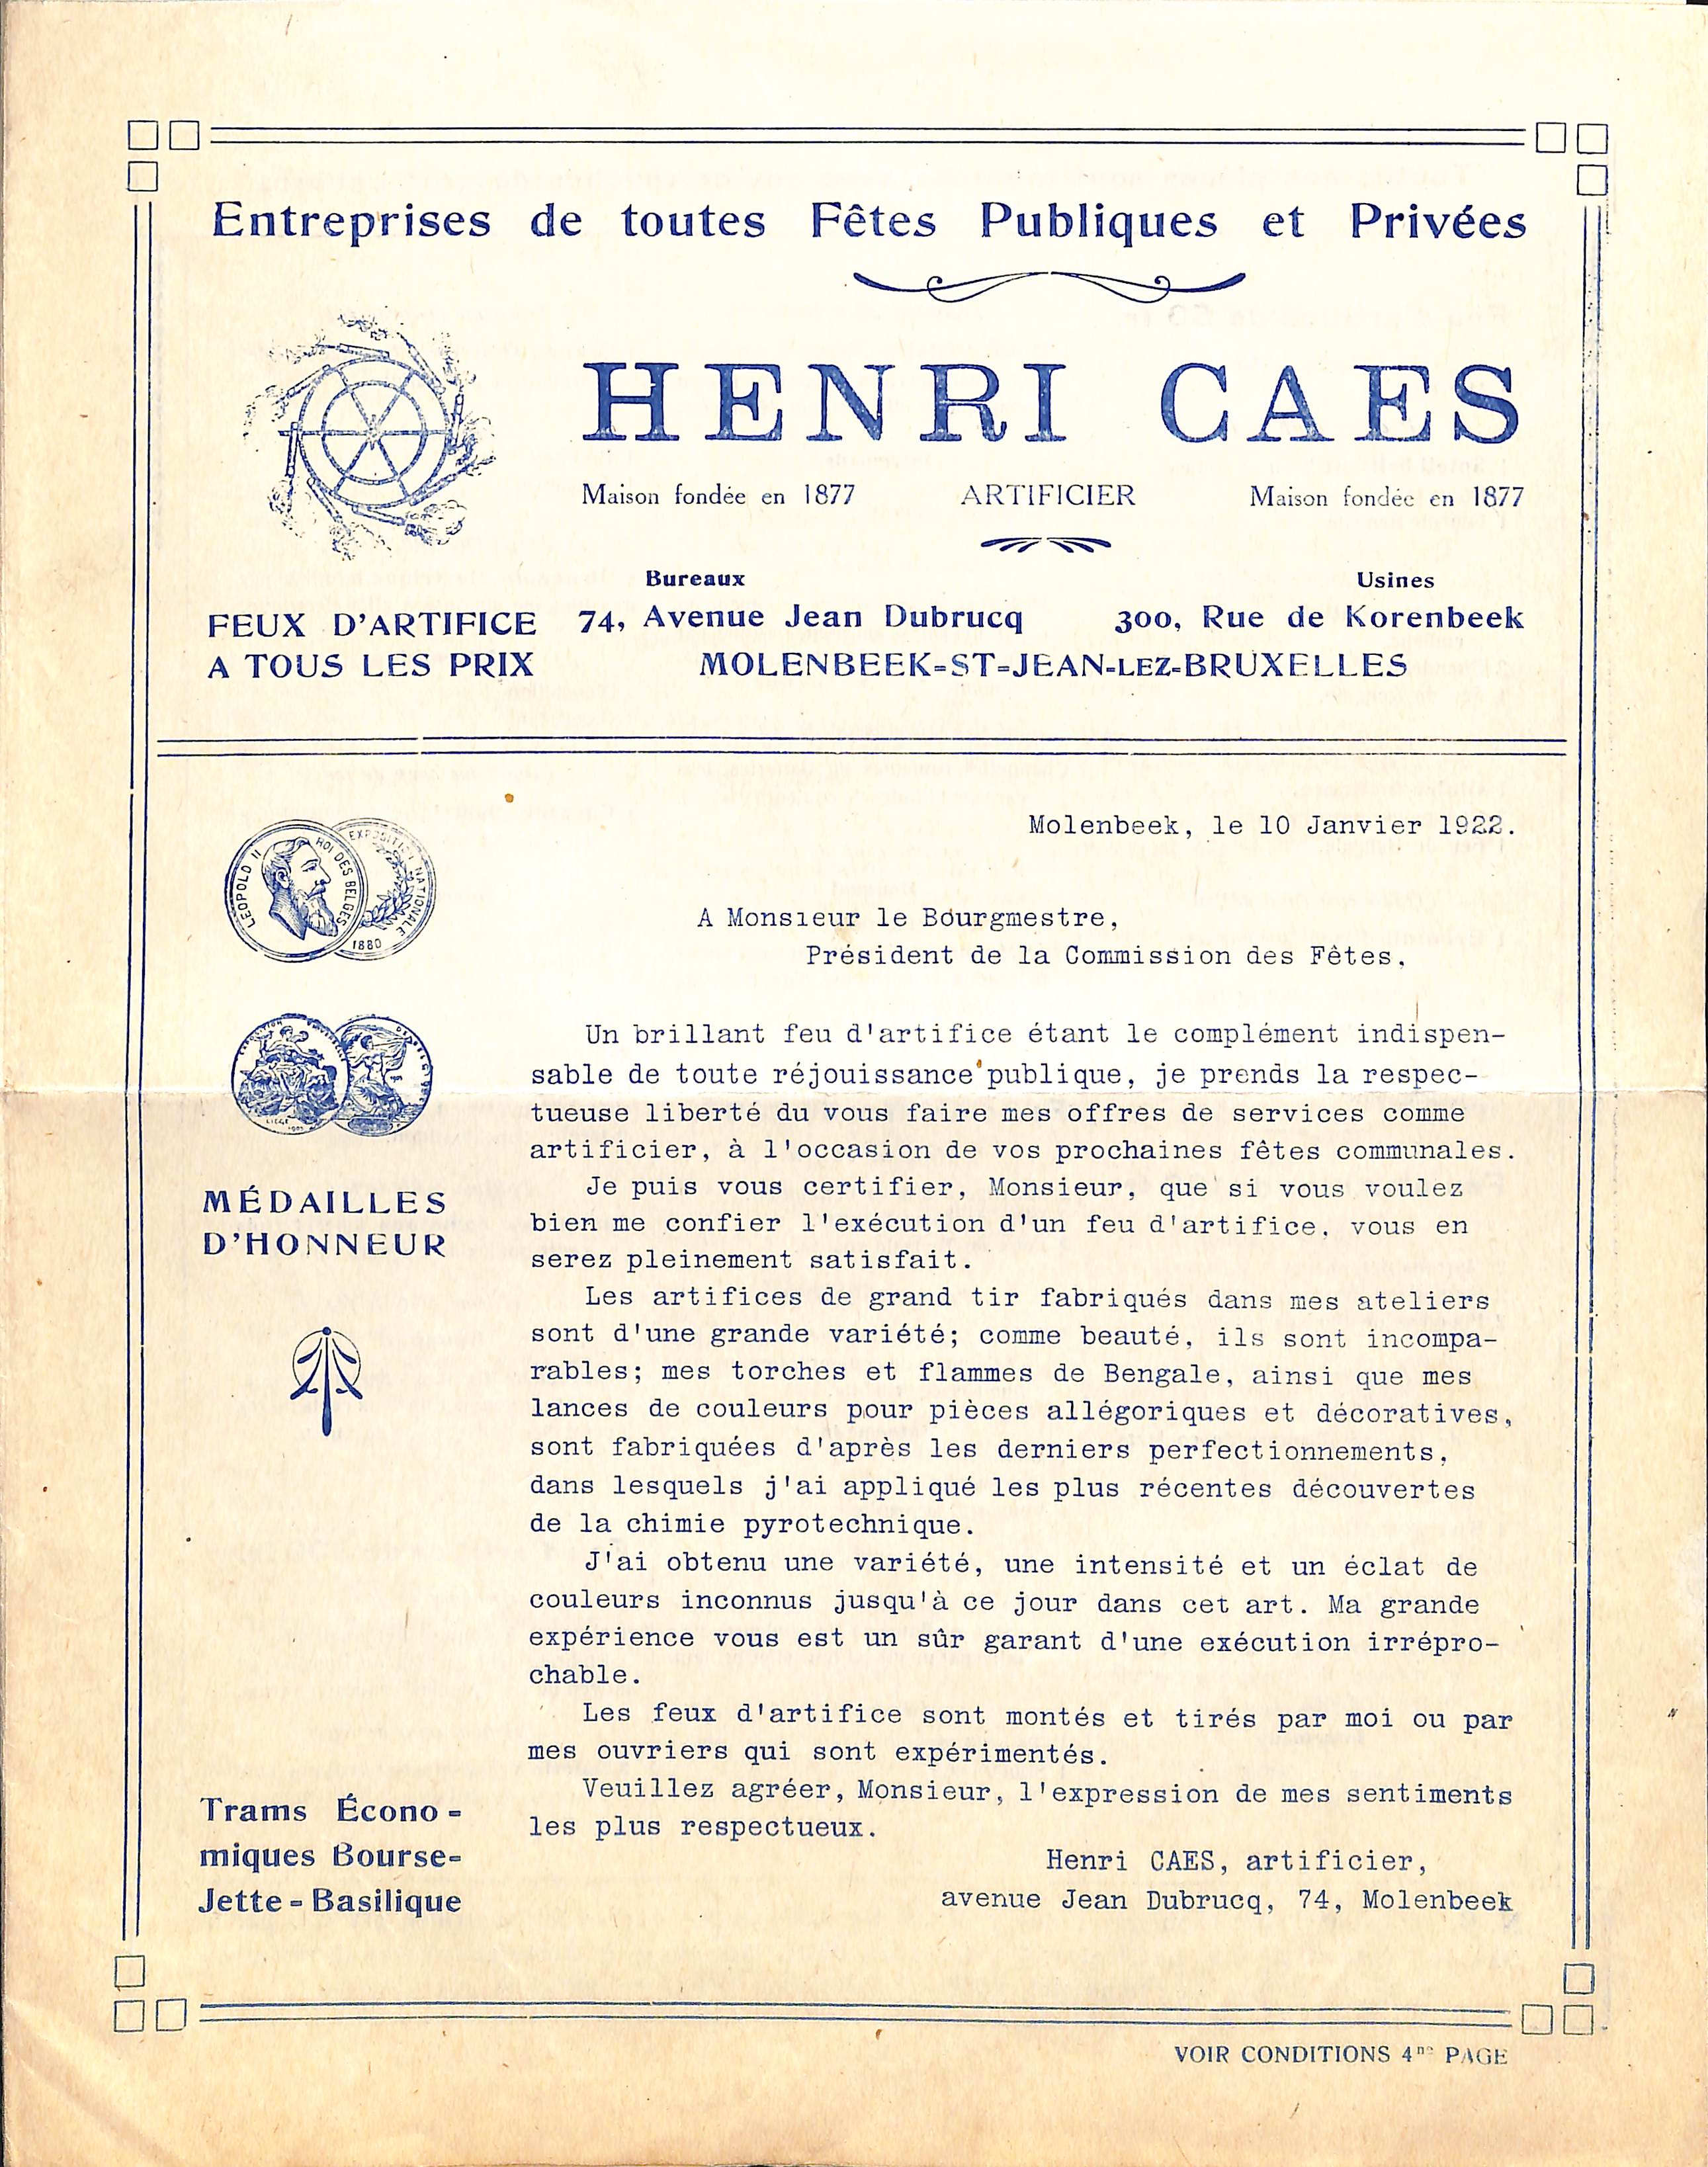 Entreprises de toutes Fêtes Publiques et Privées
HENRI CAES
Maison fondée en 1877 ARTIFICIER Maison fondée en 1877
Bureaux Usines
FEUX D'ARTIFICE 74, Avenue Jean Dubrucq 300, Rue de Korenbeek
A TOUS LES PRIX MOLENBEEK-ST-JEAN-LEZ-BRUXELLES
Molenbeek, le 10 Janvier 1922.
LÉOPOLD II ROI DES BELGES
EXPOSITION NATIONALE
1880
A Monsieur le Bourgmestre,
Président de la Commission des Fêtes,
Un brillant feu d'artifice étant le complément indispen-
sable de toute réjouissance publique, je prends la respec-
tueuse liberté du vous faire mes offres de services comme
artificier, à l'occasion de vos prochaines fêtes communales.
Je puis vous certifier, Monsieur, que si vous voulez
bien me confier l'exécution d'un feu d'artifice, vous en
serez pleinement satisfait.
Les artifices de grand tir fabriqués dans mes ateliers
sont d'une grande variété; comme beauté, ils sont incompa-
rables; mes torches et flammes de Bengale, ainsi que mes
lances de couleurs pour pièces allégoriques et décoratives,
sont fabriquées d'après les derniers perfectionnements,
dans lesquels j'ai appliqué les plus récentes découvertes
de la chimie pyrotechnique.
J'ai obtenu une variété, une intensité et un éclat de
couleurs inconnus jusqu'à ce jour dans cet art. Ma grande
expérience vous est un sûr garant d'une exécution irrépro-
chable.
Les feux d'artifice sont montés et tirés par moi ou par
mes ouvriers qui sont expérimentés.
Veuillez agréer, Monsieur, l'expression de mes sentiments
les plus respectueux.
Henri CAES, artificier,
avenue Jean Dubrucq, 74, Molenbeek
LIEGE
MÉDAILLES
D'HONNEUR
Trams Écono-
miques Bourse-
Jette-Basilique
VOIR CONDITIONS 4me PAGE